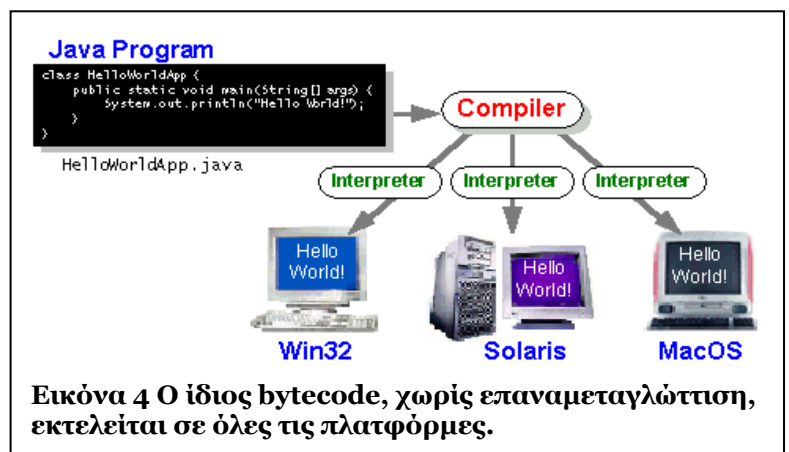 Java Program
class HelloWorldApp {
public static void main(String[] args) {
System.out.println("Hello World!");
}
}
HelloWorldApp.java
Compiler
Interpreter
Interpreter
Interpreter
Hello
World!
Hello
World!
Hello
World!
Win32
Solaris
MacOS
Εικόνα 4 Ο ίδιος bytecode, χωρίς επαναμεταγλώττιση,
εκτελείται σε όλες τις πλατφόρμες.